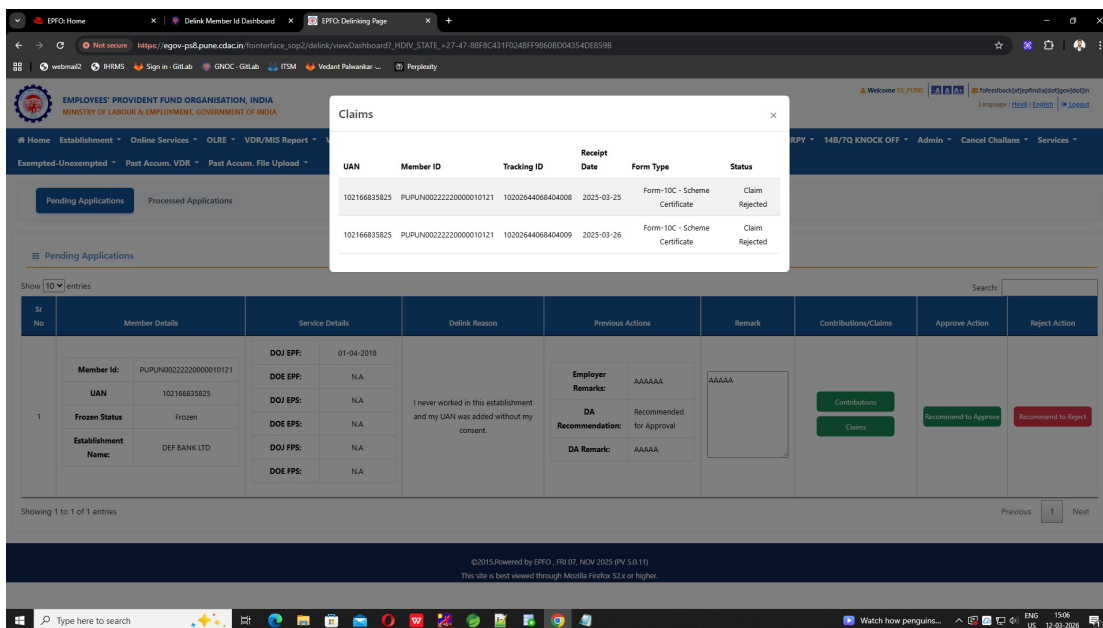 EPFO: Home
Delink Member Id Dashboard
EPFO: Delinking Page
Not secure https://egov-ps8.pune.cdac.in/fointerface_sop2/delink/viewDashboard?_HDIV_STATE_=27-47-88F8C431F024BFF98608D04354DE8598
webmail2 IHRMS Sign in · GitLab GNOC · GitLab ITSM Vedant Palwankar -... Perplexity
EMPLOYEES' PROVIDENT FUND ORGANISATION, INDIA
MINISTRY OF LABOUR & EMPLOYMENT, GOVERNMENT OF INDIA
Welcome SS_PUNE -A A A+ fofeedback[at]epfindia[dot]gov[dot]in
Language : Hindi | English | Logout
Home Establishment Online Services OLRE VDR/MIS Report V RPY 14B/7Q KNOCK OFF Admin Cancel Challans Services
Exempted-Unexempted Past Accum. VDR Past Accum. File Upload
Claims ×
UAN Member ID Tracking ID Receipt Date Form Type Status
102166835825 PUPUN00222220000010121 10202644068404008 2025-03-25 Form-10C - Scheme Certificate Claim Rejected
102166835825 PUPUN00222220000010121 10202644068404009 2025-03-26 Form-10C - Scheme Certificate Claim Rejected
Pending Applications Processed Applications
Pending Applications
Show 10 entries
Search:
Sr No Member Details Service Details Delink Reason Previous Actions Remark Contributions/Claims Approve Action Reject Action
1
Member Id: PUPUN00222220000010121
UAN 102166835825
Frozen Status Frozen
Establishment Name: DEF BANK LTD
DOJ EPF: 01-04-2018
DOE EPF: N.A
DOJ EPS: N.A
DOE EPS: N.A
DOJ FPS: N.A
DOE FPS: N.A
I never worked in this establishment
and my UAN was added without my
consent.
Employer Remarks: AAAAAA
DA Recommendation: Recommended for Approval
DA Remark: AAAAA
AAAAA
Contributions
Claims
Recommend to Approve
Recommend to Reject
Showing 1 to 1 of 1 entries
Previous 1 Next
©2015.Powered by EPFO , FRI 07, NOV 2025 (PV 5.0.11)
This site is best viewed through Mozilla Firefox 52.x or higher.
Type here to search
Watch how penguins...
ENG 15:06
US 12-03-2026